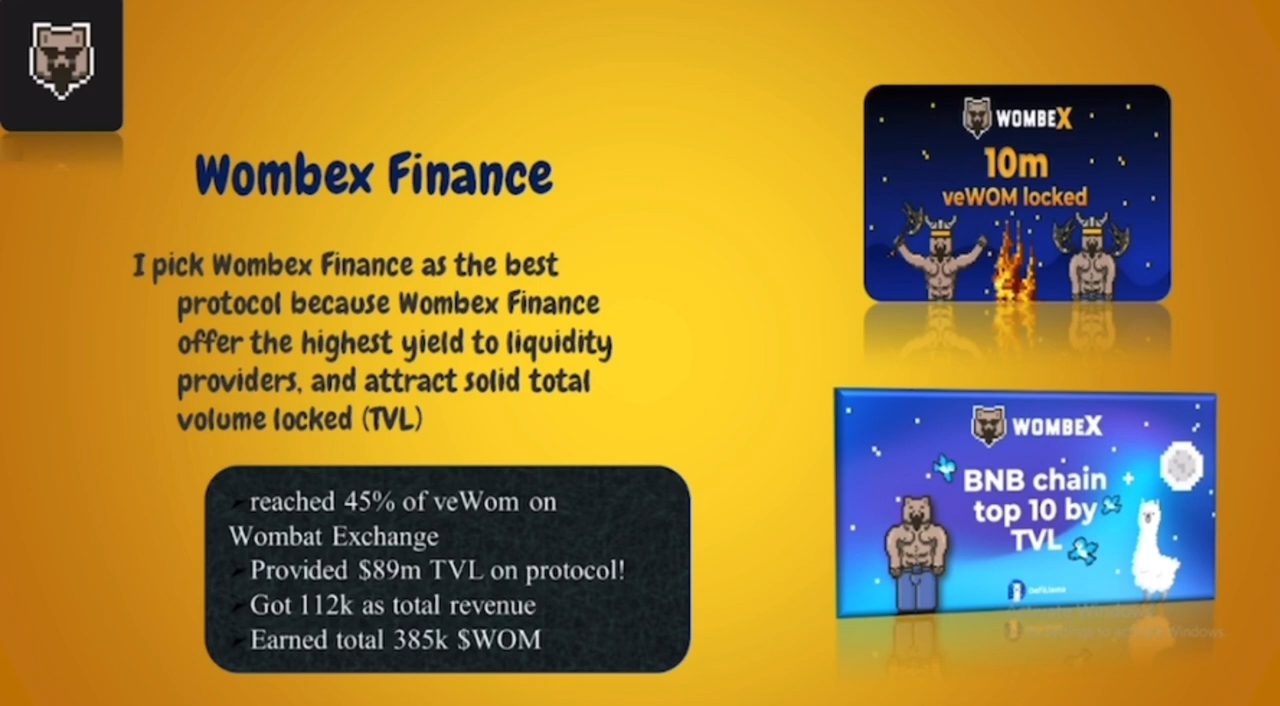 Wombex Finance
I pick Wombex Finance as the best
protocol because Wombex Finance
offer the highest yield to liquidity
providers, and attract solid total
volume locked (TVL)
reached 45% of veWom on
Wombat Exchange
Provided $89m TVL on protocol!
Got 112k as total revenue
Earned total 385k $WOM
WOMBEX
10m
veWOM locked
WOMBEX
BNB chain
top 10 by
TVL
DefiLlama